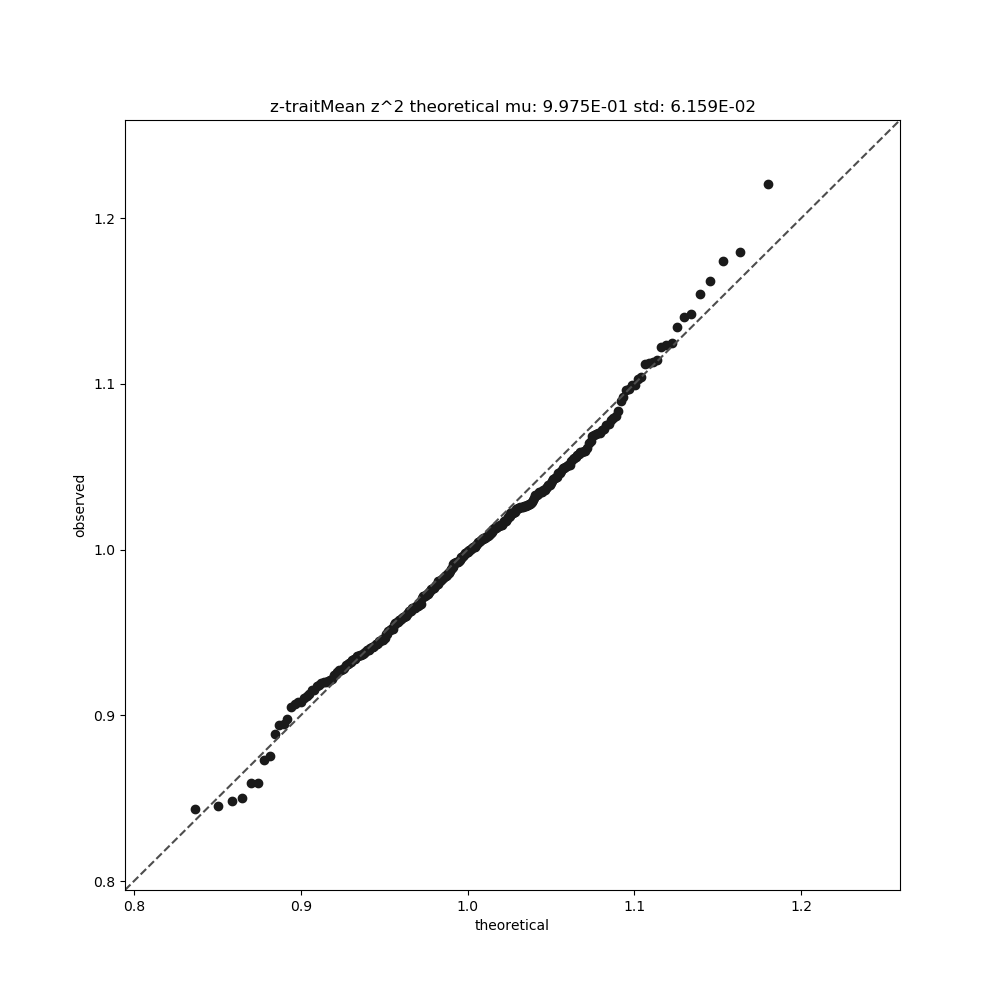 z-traitMean z^2 theoretical mu: 9.975E-01 std: 6.159E-02
1.2
1.1
1.0
0.9
0.8
observed
0.8 0.9 1.0 1.1 1.2
theoretical